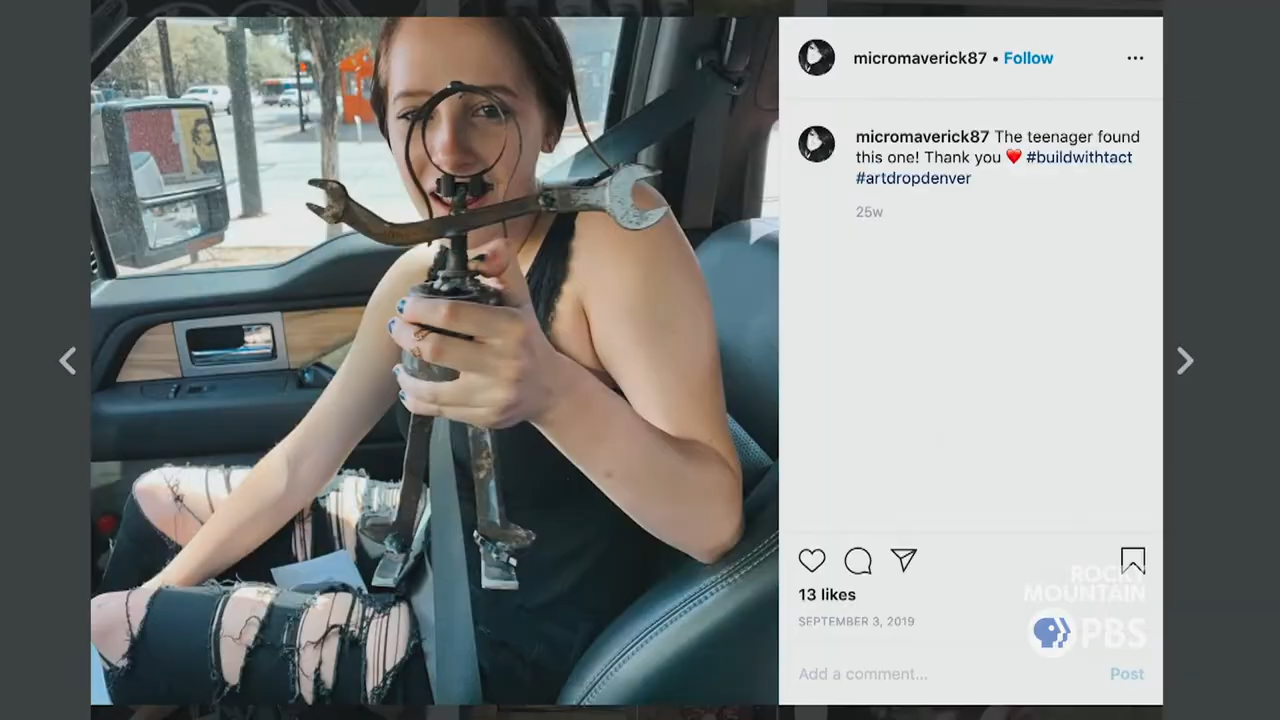 micromaverick87 • Follow
micromaverick87 The teenager found
this one! Thank you ❤️ #buildwithtact
#artdropdenver
25w
13 likes
SEPTEMBER 3, 2019
Add a comment... Post
ROCKY
MOUNTAIN
PBS